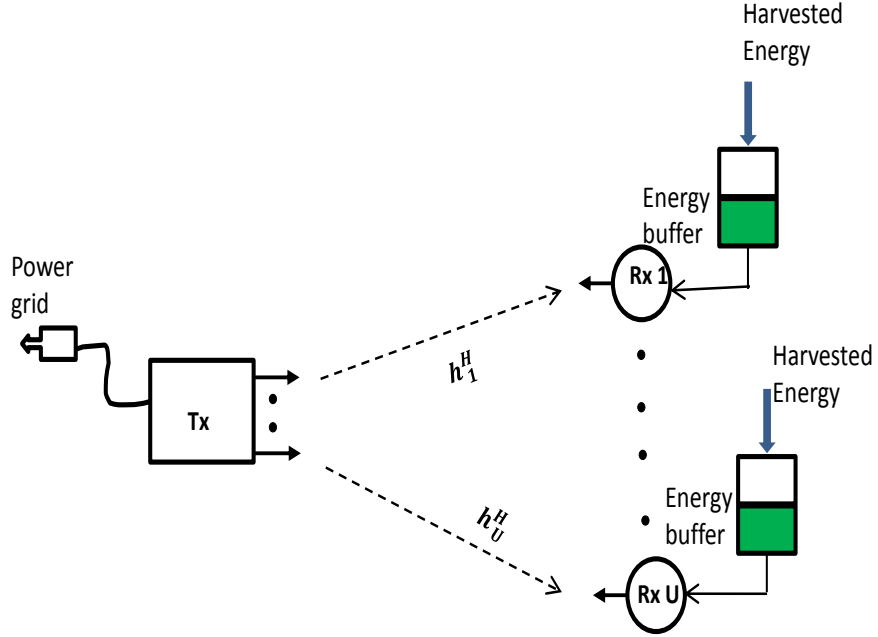 Harvested
Energy
Energy
buffer
Rx 1
Power
grid
h_1^H
Tx
Harvested
Energy
h_U^H
Energy
buffer
Rx U